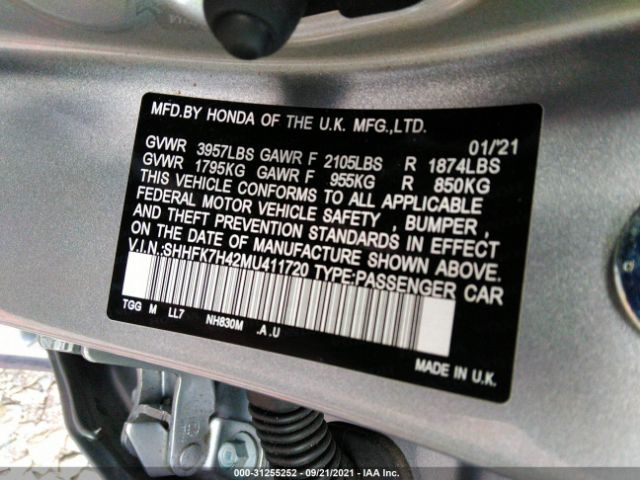 MFD.BY HONDA OF THE U.K. MFG.,LTD.
01/'21
GVWR 3957LBS GAWR F 2105LBS R 1874LBS
GVWR 1795KG GAWR F 955KG R 850KG
THIS VEHICLE CONFORMS TO ALL APPLICABLE
FEDERAL MOTOR VEHICLE SAFETY , BUMPER ,
AND THEFT PREVENTION STANDARDS IN EFFECT
ON THE DATE OF MANUFACTURE SHOWN ABOVE.
V.I.N.:SHHFK7H42MU411720 TYPE:PASSENGER CAR
TGG M LL7 NH830M .A.U
MADE IN U.K.
000-31255252 - 09/21/2021 - IAA Inc.